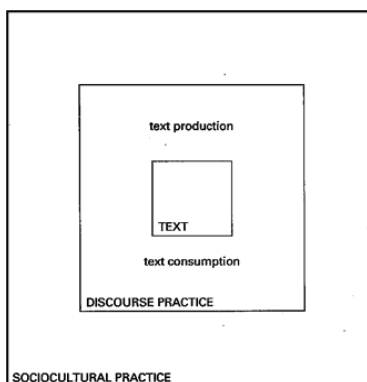 text production
TEXT
text consumption
DISCOURSE PRACTICE
SOCIOCULTURAL PRACTICE